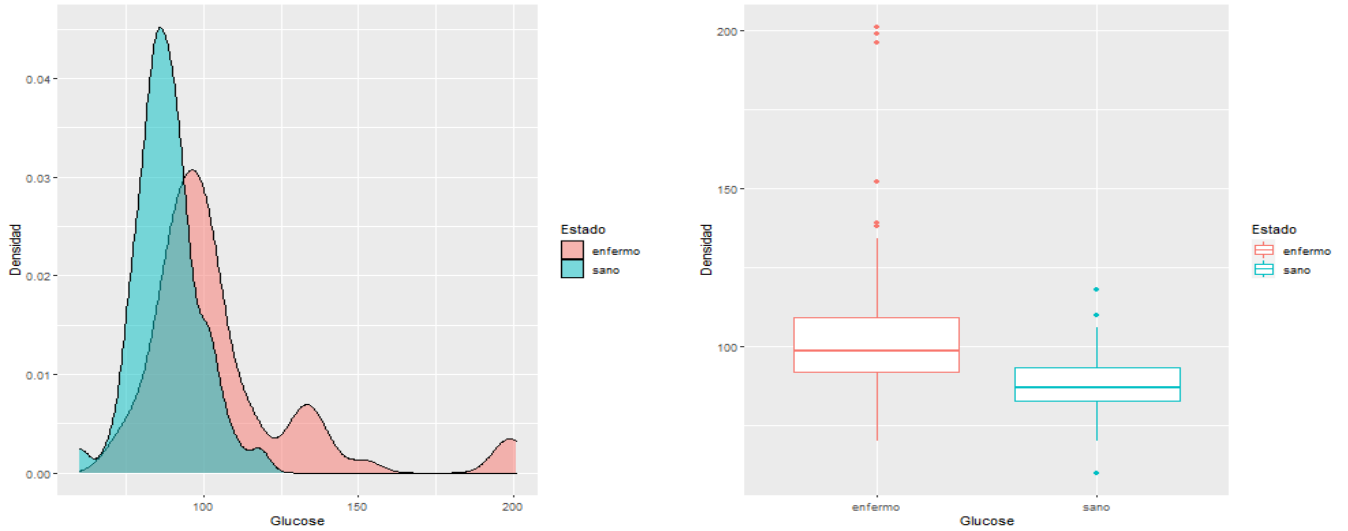 0.04
0.03
0.02
0.01
0.00
Densidad
100
150
200
Glucose
Estado
enfermo
sano
200
150
100
Densidad
enfermo
sano
Glucose
Estado
enfermo
sano